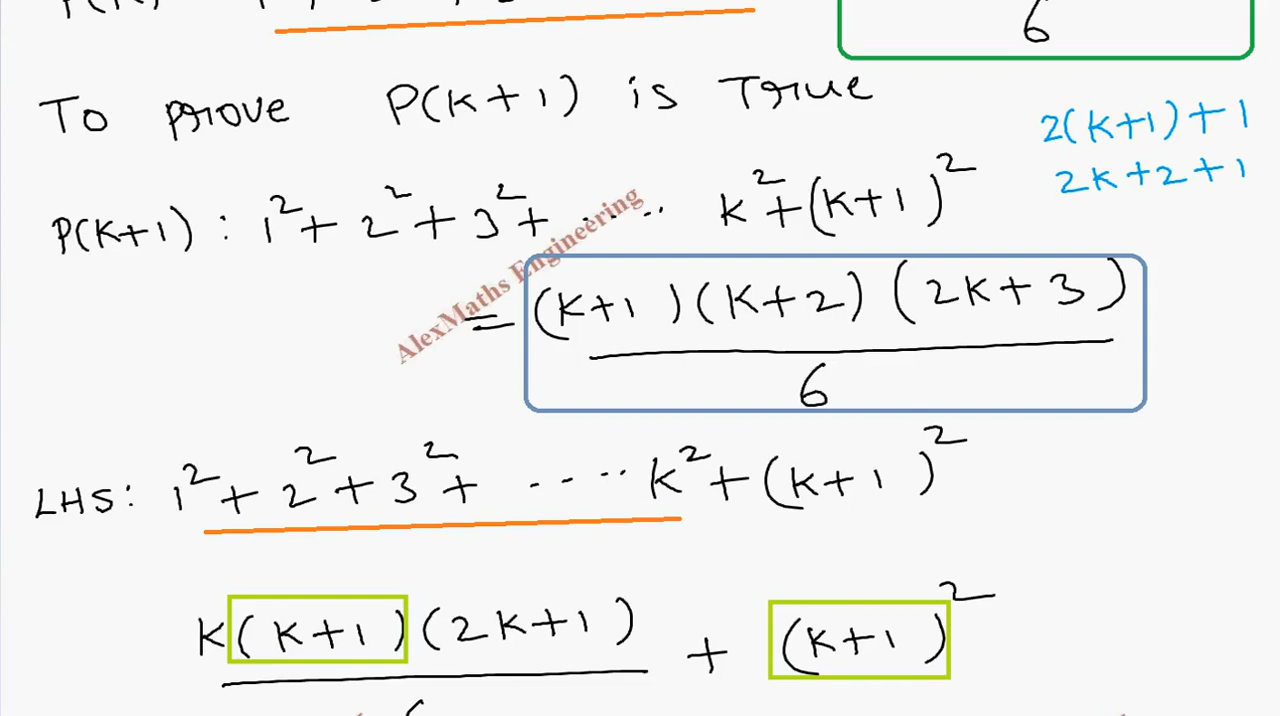 6
To prove P(K+1) is True
2(K+1)+1
2K+2+1
P(K+1) : 1²+ 2²+ 3²+ ..... K²+(K+1)²
= (K+1)(K+2)(2K+3)
6
AlexMaths Engineering
LHS: 1²+ 2²+ 3²+ ..... K²+(K+1)²
K(K+1)(2K+1) + (K+1)²